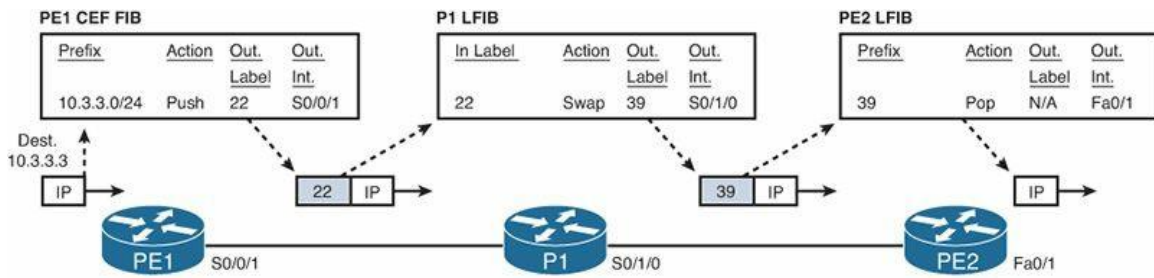 PE1 CEF FIB
Prefix Action Out. Out.
Label Int.
10.3.3.0/24 Push 22 S0/0/1
P1 LFIB
In Label Action Out. Out.
Label Int.
22 Swap 39 S0/1/0
PE2 LFIB
Prefix Action Out. Out.
Label Int.
39 Pop N/A Fa0/1
Dest.
10.3.3.3
IP
22 IP
39 IP
IP
PE1
S0/0/1
P1
S0/1/0
PE2
Fa0/1